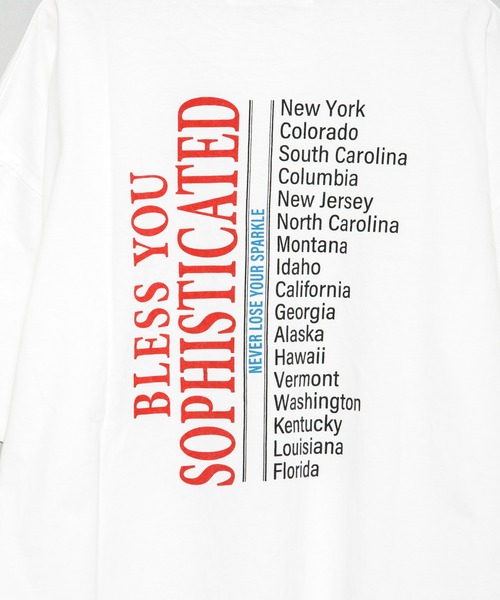 BLESS YOU
SOPHISTICATED
NEVER LOSE YOUR SPARKLE
New York
Colorado
South Carolina
Columbia
New Jersey
North Carolina
Montana
Idaho
California
Georgia
Alaska
Hawaii
Vermont
Washington
Kentucky
Louisiana
Florida